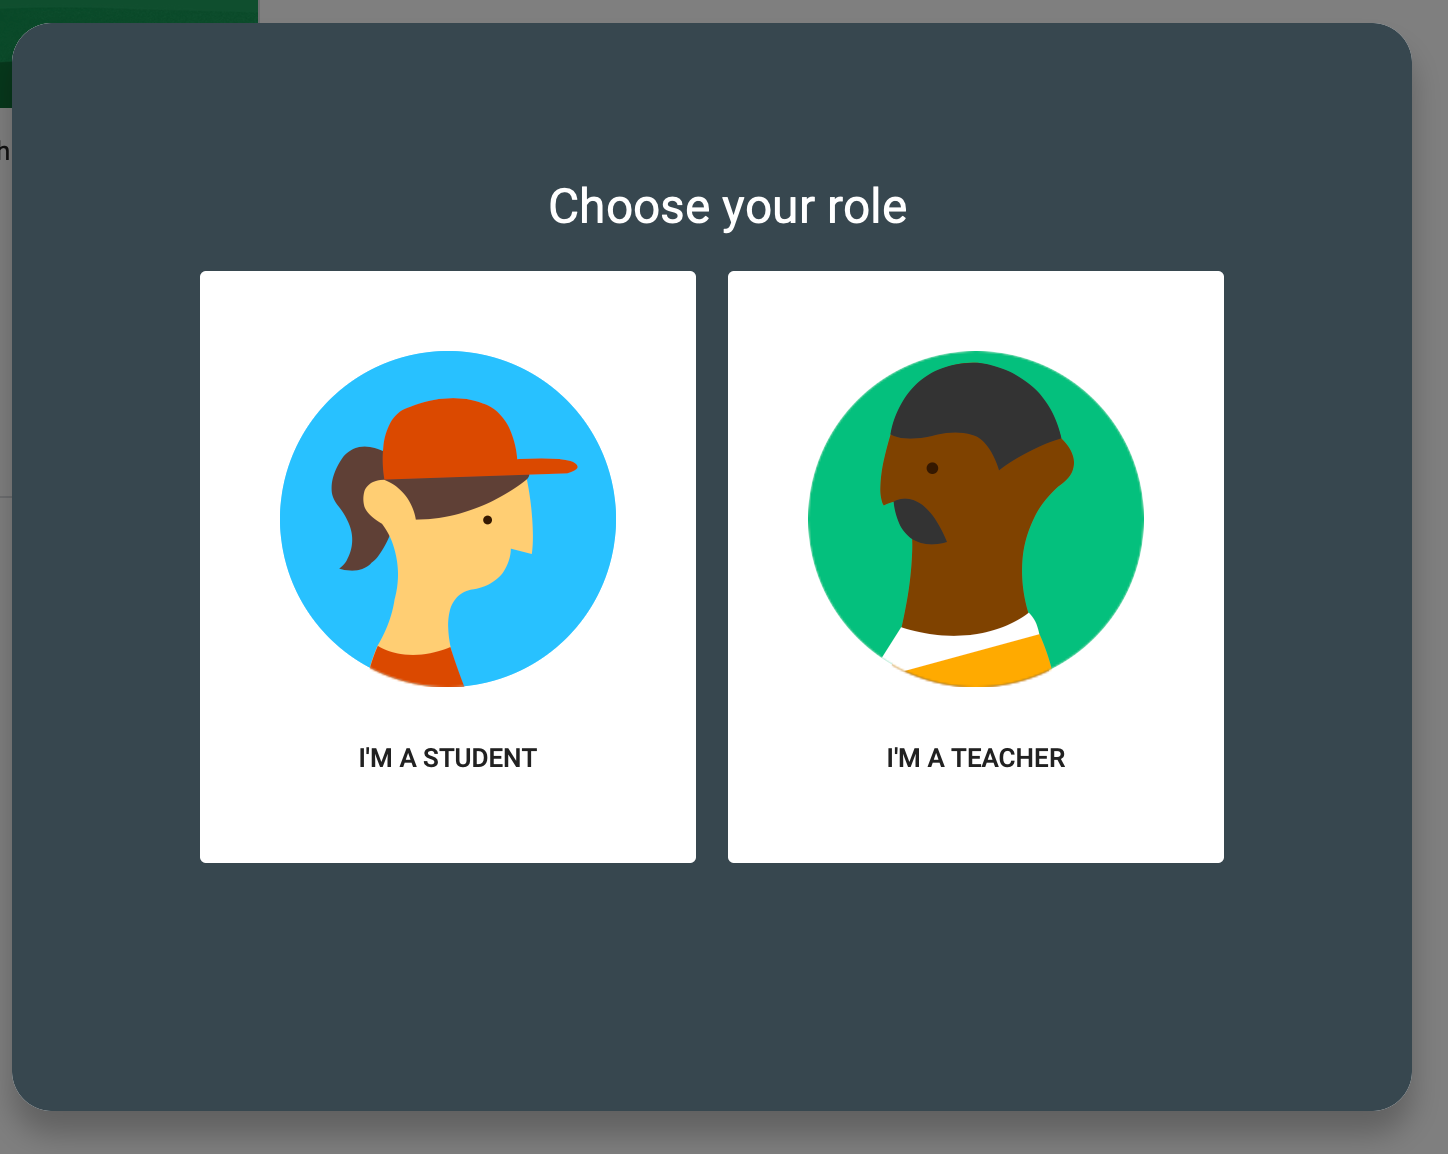 h
Choose your role
I'M A STUDENT
I'M A TEACHER